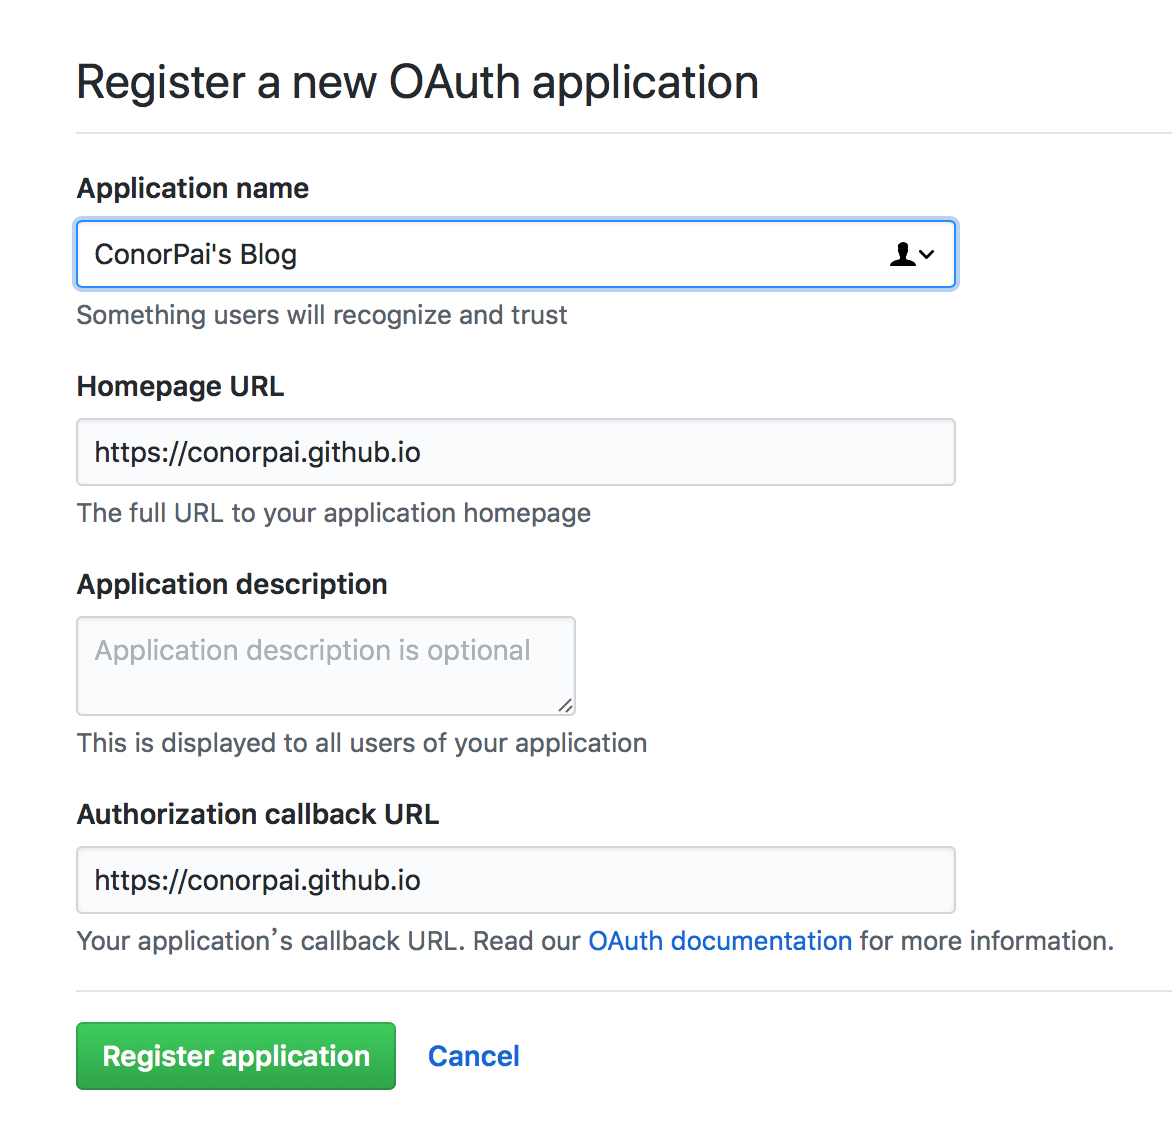 Register a new OAuth application
Application name
ConorPai's Blog
Something users will recognize and trust
Homepage URL
https://conorpai.github.io
The full URL to your application homepage
Application description
Application description is optional
This is displayed to all users of your application
Authorization callback URL
https://conorpai.github.io
Your application’s callback URL. Read our OAuth documentation for more information.
Register application Cancel